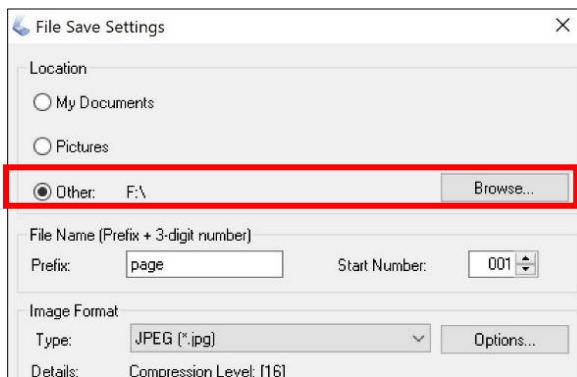 File Save Settings
Location
My Documents
Pictures
Other: F:\ Browse...
File Name (Prefix + 3-digit number)
Prefix: page Start Number: 001
Image Format
Type: JPEG (*.jpg) Options...
Details: Compression Level: [16]